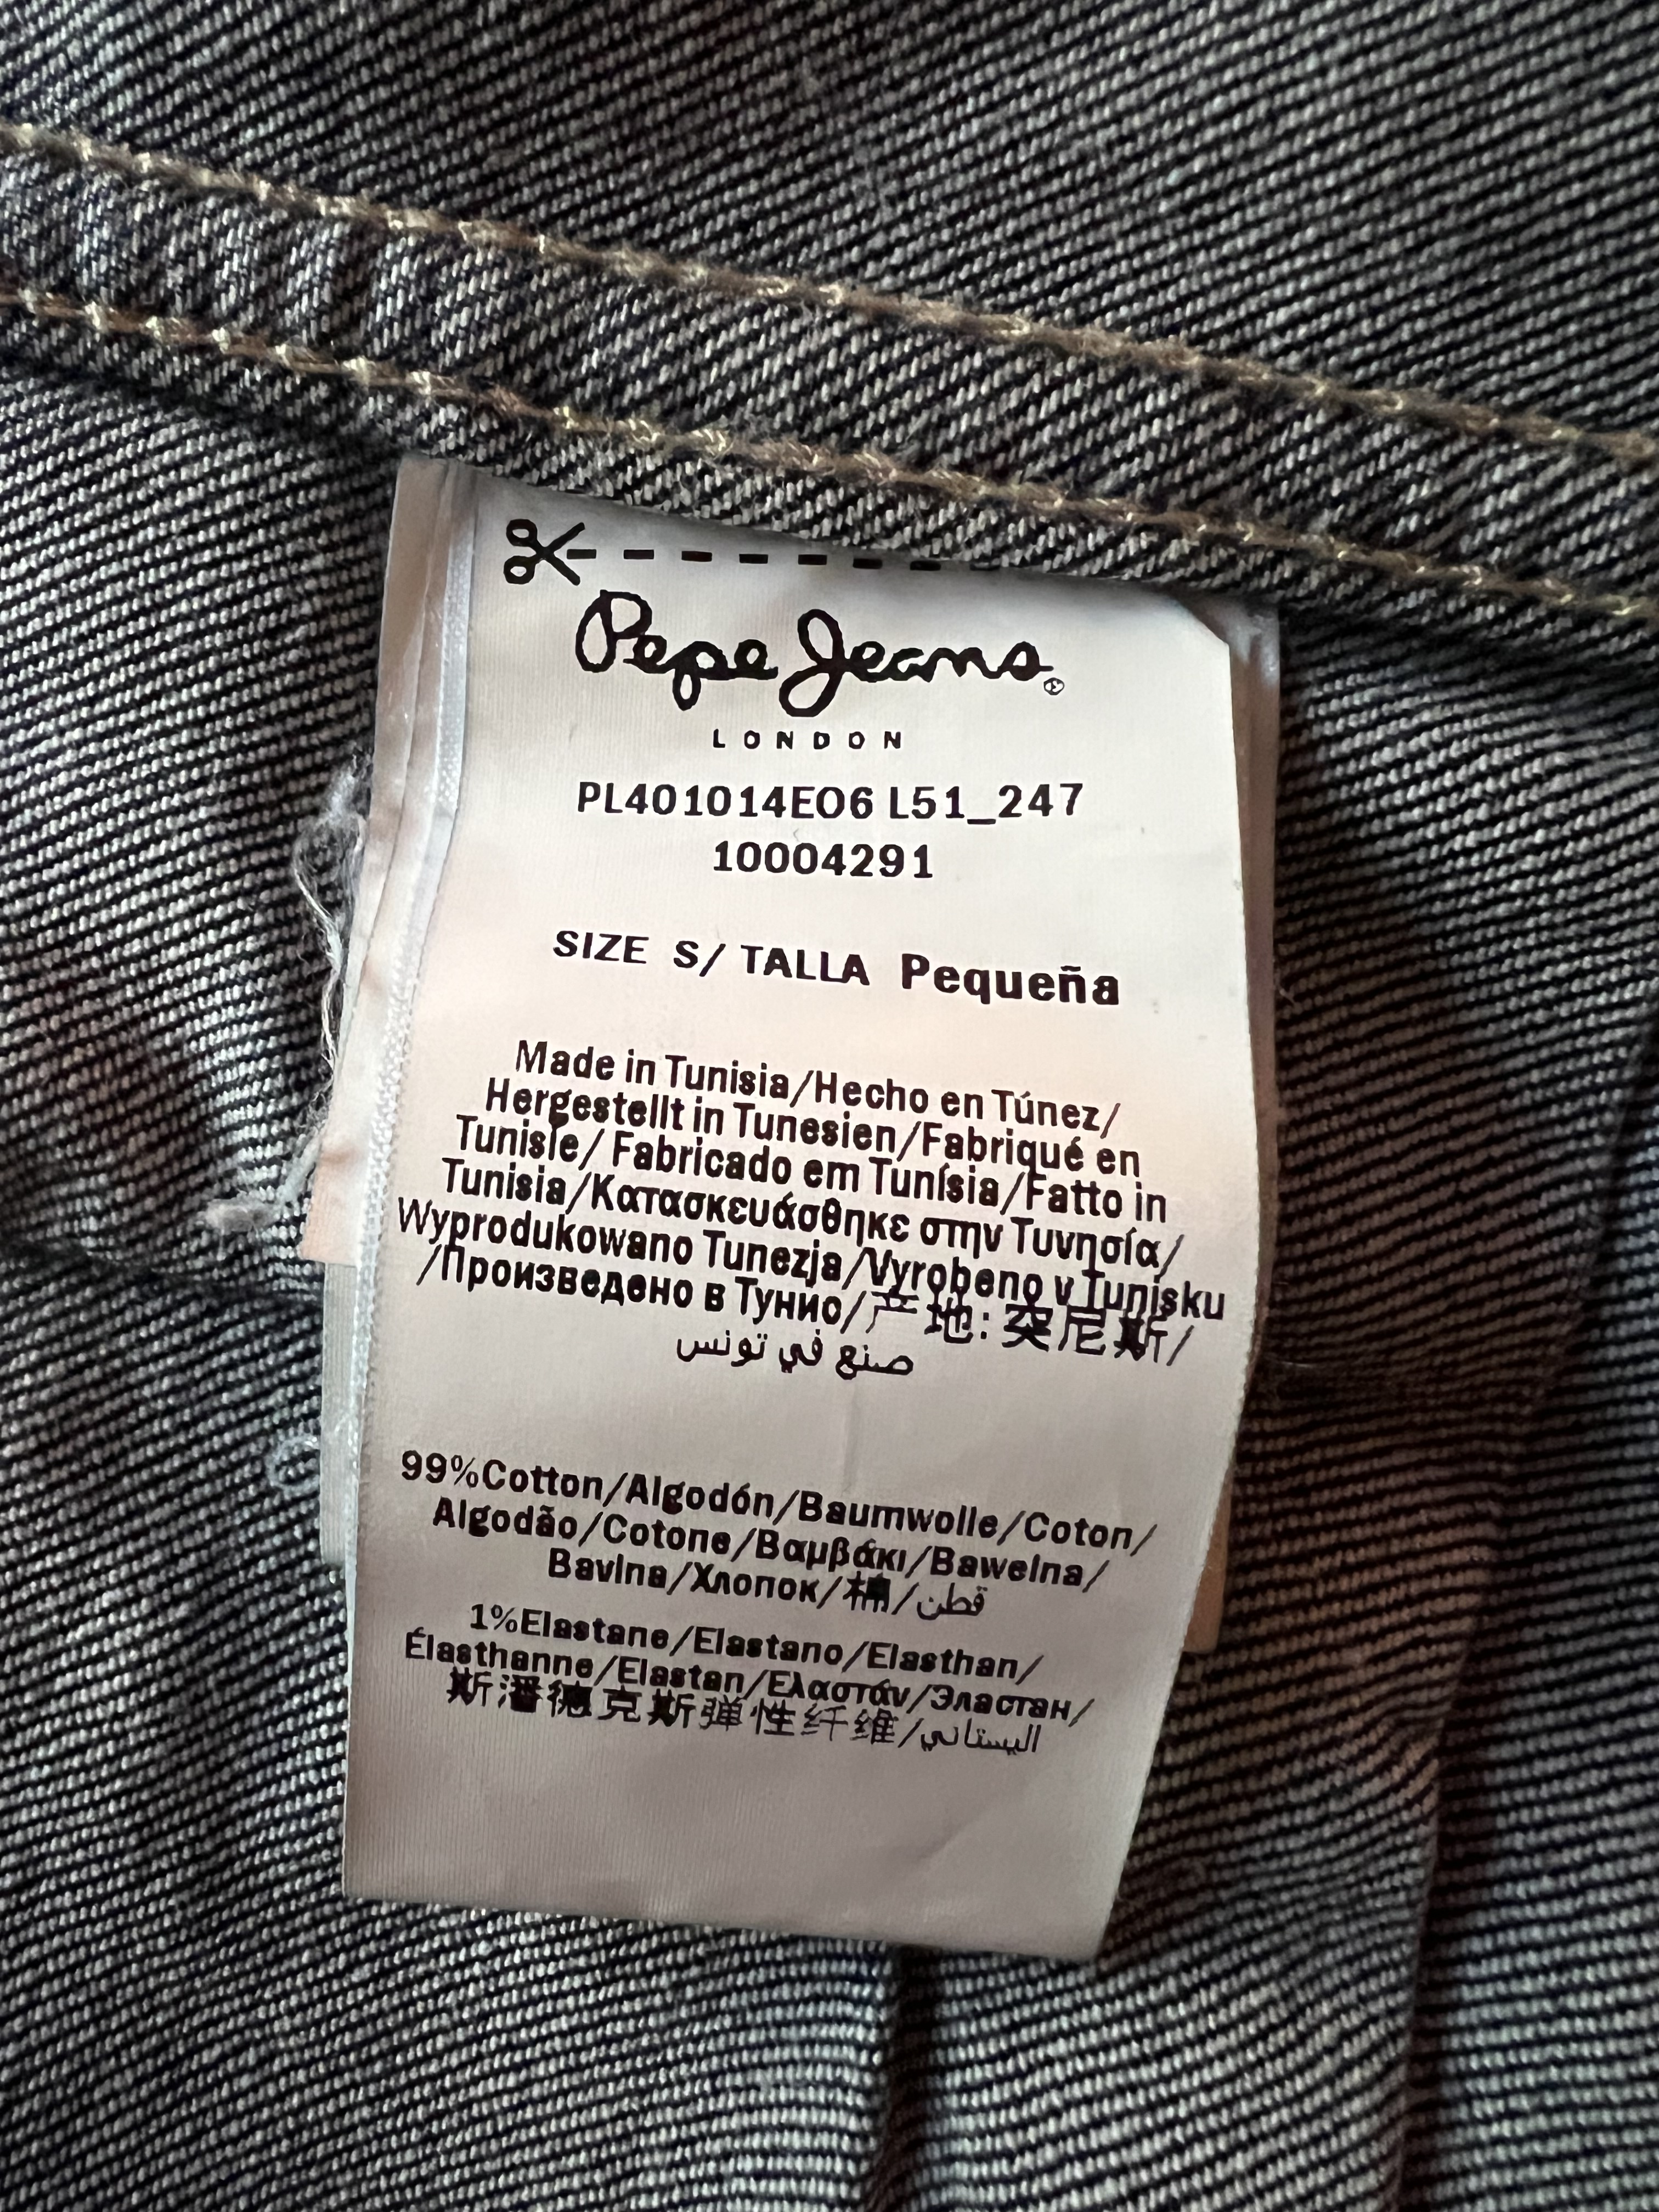 Pepe Jeans®
LONDON
PL401014EO6 L51_247
10004291
SIZE S/ TALLA Pequeña
Made in Tunisia/Hecho en Túnez/
Hergestellt in Tunesien/Fabriqué en
Tunisie/ Fabricado em Tunísia/Fatto in
Tunisia/Κατασκευάσθηκε στην Τυνησία/
Wyprodukowano Tunezja/Vyrobeno v Tunisku
/Произведено в Тунио/产地: 突尼斯/
صنع في تونس
99%Cotton/Algodón/Baumwolle/Coton/
Algodão/Cotone/Βαμβάκι/Bawelna/
Bavlna/Хлопок/棉/قطن
1%Elastane/Elastano/Elasthan/
Élasthanne/Elastan/Ελαστάν/Эластан/
斯潘德克斯弹性纤维/اليستاني